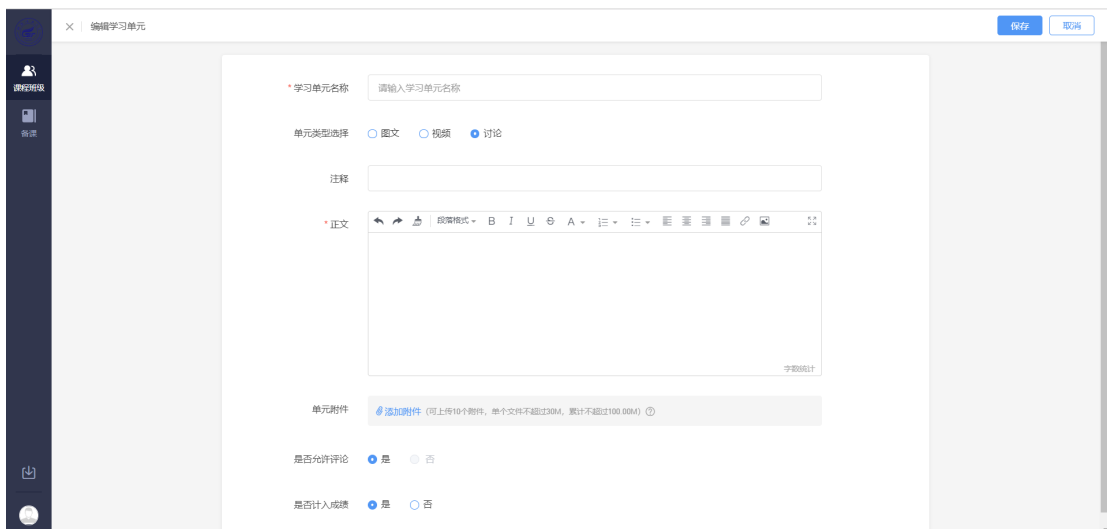 编辑学习单元
保存 取消
课程班级
备课
* 学习单元名称 请输入学习单元名称
单元类型选择 图文 视频 讨论
注释
* 正文 段落格式 B I U S A
字数统计
单元附件 添加附件 (可上传10个附件, 单个文件不超过30M, 累计不超过100.00M) ?
是否允许评论 是 否
是否计入成绩 是 否